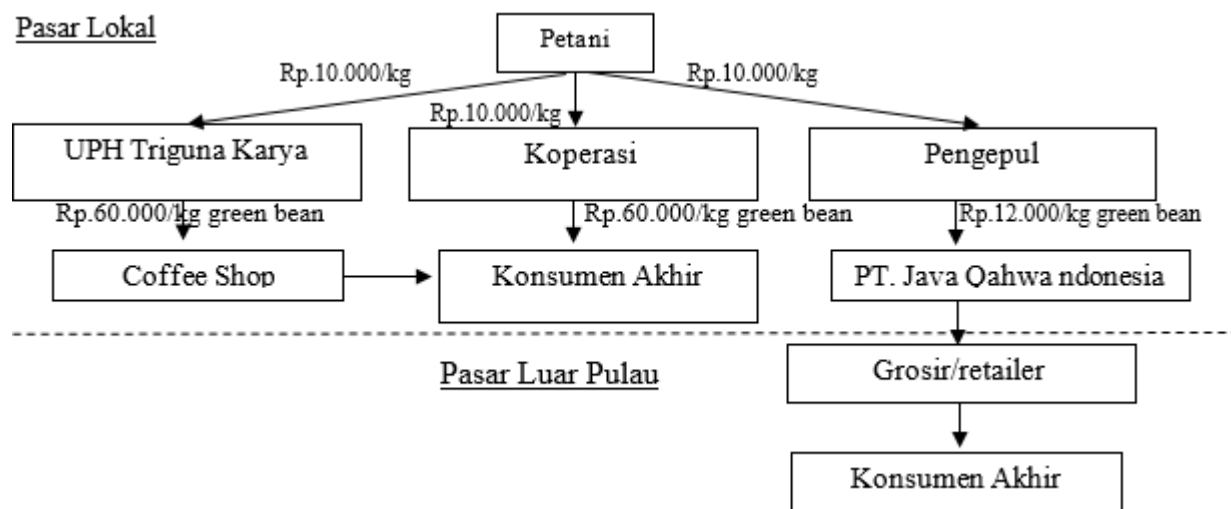 Pasar Lokal
Petani
Rp.10.000/kg
Rp.10.000/kg
Rp.10.000/kg
UPH Triguna Karya
Koperasi
Pengepul
Rp.60.000/kg green bean
Rp.60.000/kg green bean
Rp.12.000/kg green bean
Coffee Shop
Konsumen Akhir
PT. Java Qahwa ndonesia
Pasar Luar Pulau
Grosir/retailer
Konsumen Akhir